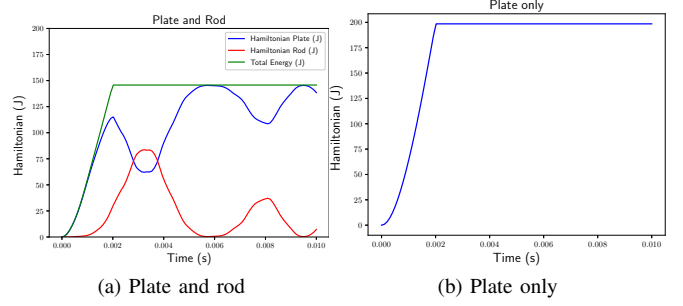 Plate and Rod
Hamiltonian (J)
200
175
150
125
100
75
50
25
0
Hamiltonian Plate (J)
Hamiltonian Rod (J)
Total Energy (J)
0.000 0.002 0.004 0.006 0.008 0.010
Time (s)
(a) Plate and rod
Plate only
Hamiltonian (J)
200
175
150
125
100
75
50
25
0
0.000 0.002 0.004 0.006 0.008 0.010
Time (s)
(b) Plate only